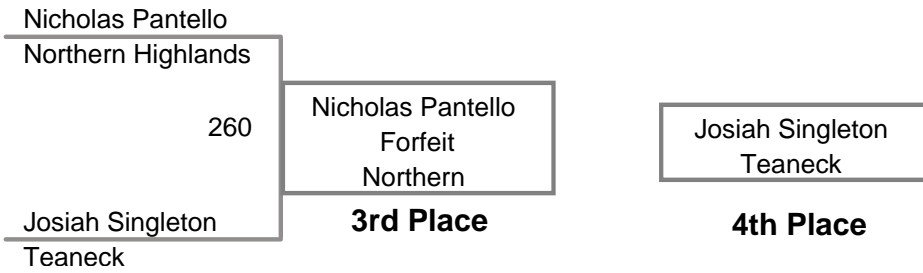 Nicholas Pantello
Northern Highlands
260
Nicholas Pantello
Forfeit
Northern
3rd Place
Josiah Singleton
Teaneck
4th Place
Josiah Singleton
Teaneck